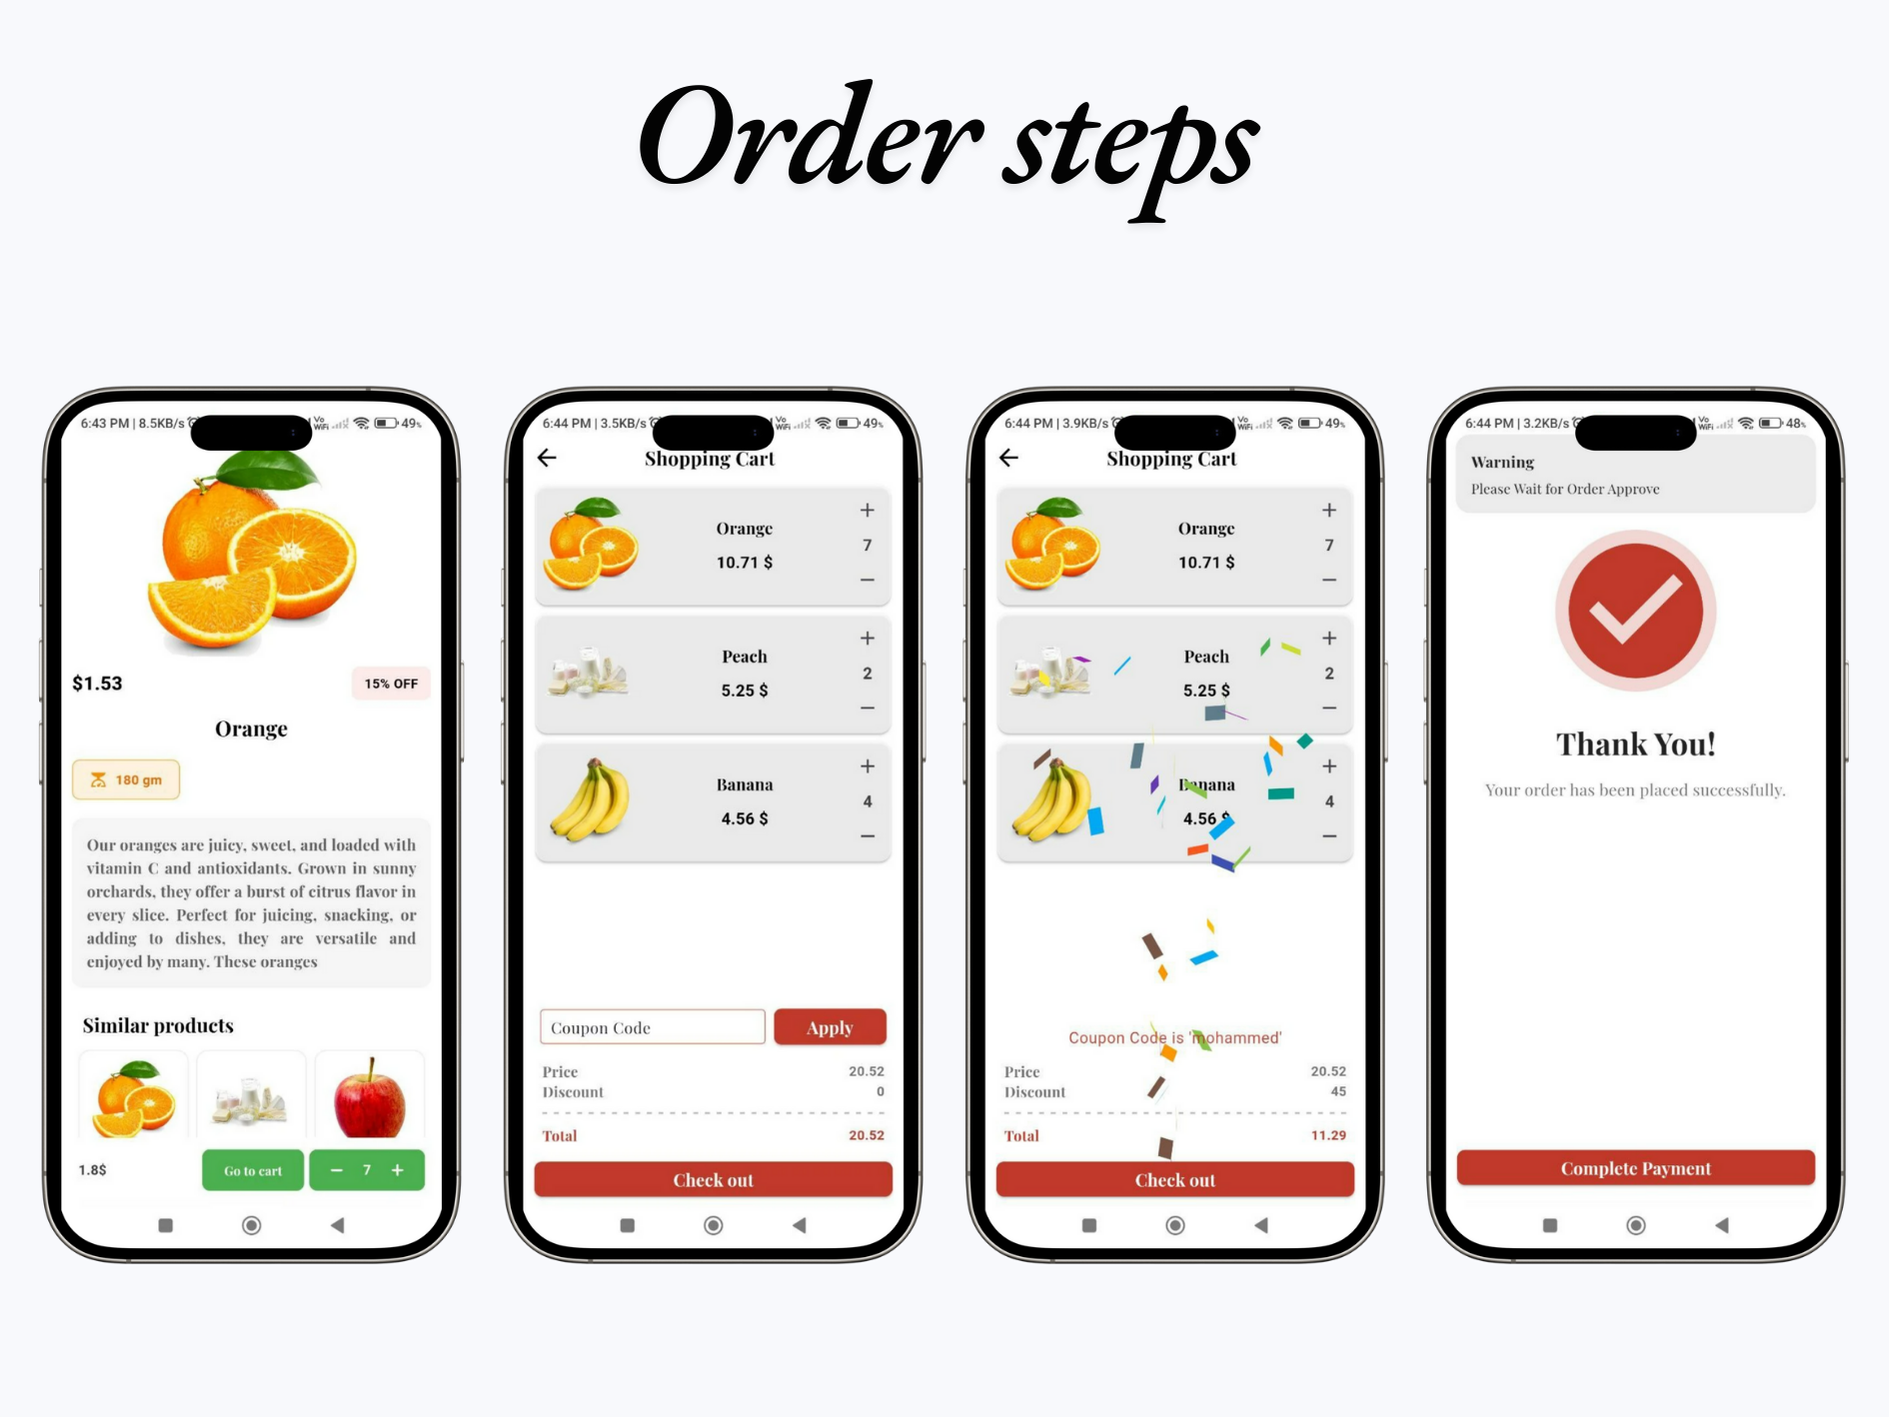 Order steps
6:43 PM | 8.5KB/s
Vo
WiFi
49%
$1.53
15% OFF
Orange
180 gm
Our oranges are juicy, sweet, and loaded with
vitamin C and antioxidants. Grown in sunny
orchards, they offer a burst of citrus flavor in
every slice. Perfect for juicing, snacking, or
adding to dishes, they are versatile and
enjoyed by many. These oranges
Similar products
1.8$
Go to cart
− 7 +
6:44 PM | 3.5KB/s
Vo
WiFi
49%
Shopping Cart
+
Orange
7
10.71 $
−
+
Peach
2
5.25 $
−
+
Banana
4
4.56 $
−
Coupon Code
Apply
Price 20.52
Discount 0
Total 20.52
Check out
6:44 PM | 3.9KB/s
Vo
WiFi
49%
Shopping Cart
+
Orange
7
10.71 $
−
+
Peach
2
5.25 $
−
+
Banana
4
4.56 $
−
Coupon Code is 'mohammed'
Price 20.52
Discount 45
Total 11.29
Check out
6:44 PM | 3.2KB/s
Vo
WiFi
48%
Warning
Please Wait for Order Approve
Thank You!
Your order has been placed successfully.
Complete Payment